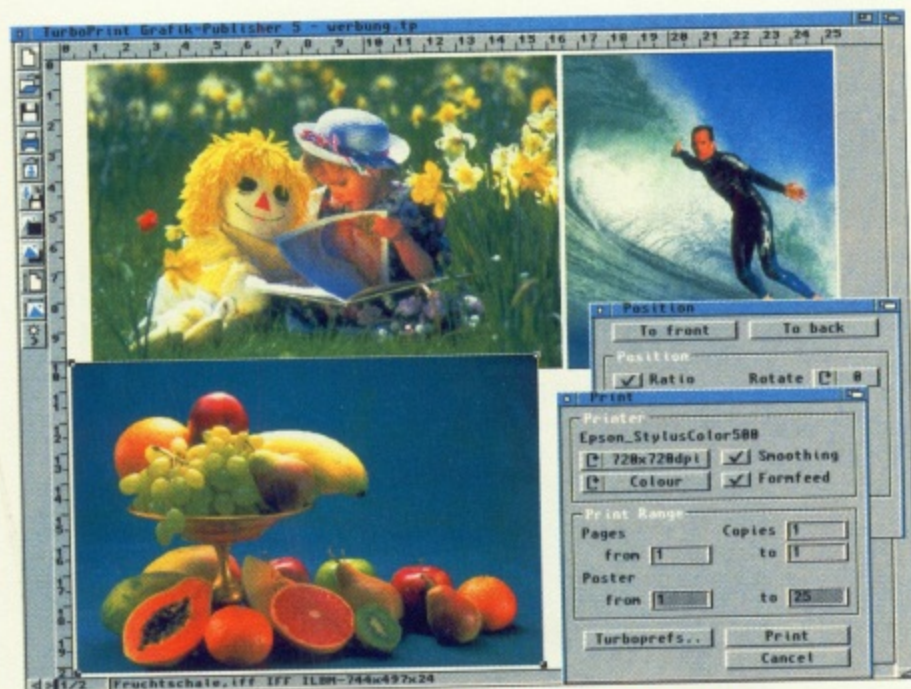 TurboPrint Grafik-Publisher 5 - werbung.tp
0 1 2 3 4 5 6 7 8 9 10 11 12 13 14 15 16 17 18 19 20 21 22 23 24 25
Position
To front To back
Position
Ratio Rotate 0
Print
Printer
Epson_StylusColor500
720x720dpi Smoothing
Colour Formfeed
Print Range
Pages Copies 1
from 1 to 1
Poster
from 1 to 25
Turboprefs.. Print
Cancel
1/2 Fruchtschale.iff IFF ILBM-744x497x24